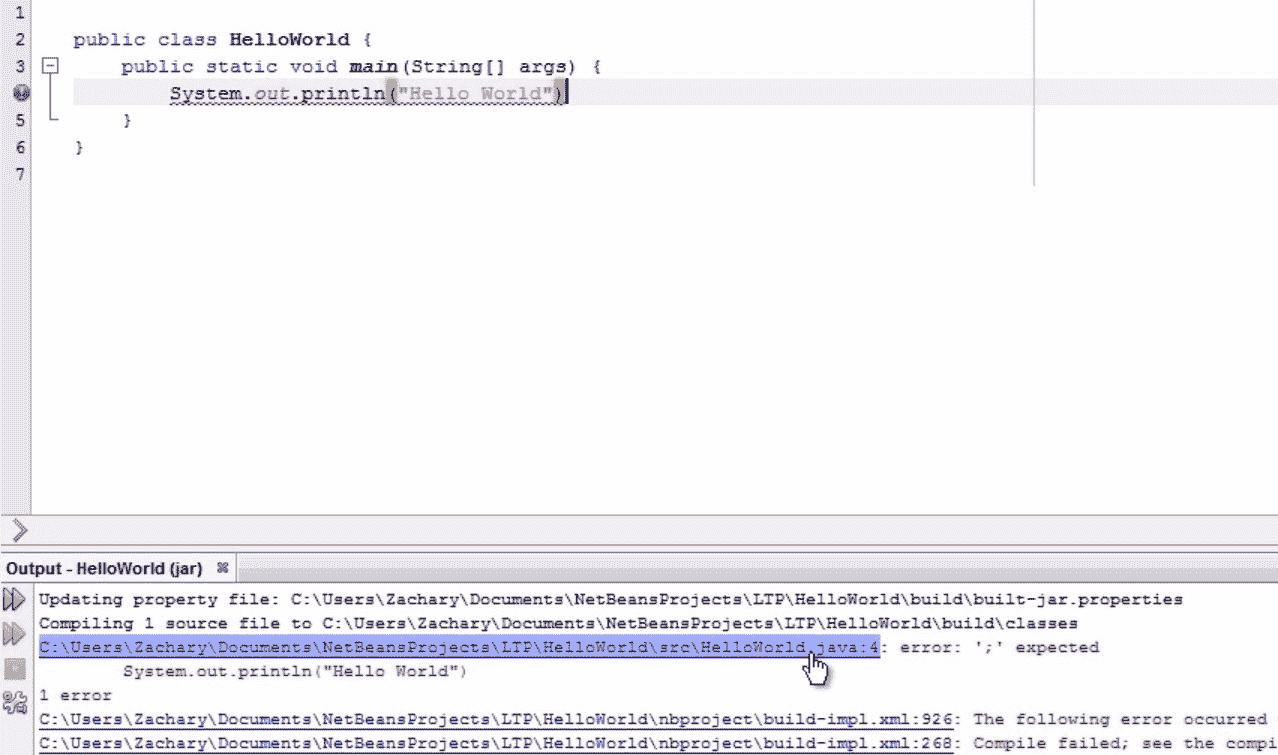 1
2 public class HelloWorld {
3 public static void main(String[] args) {
System.out.println("Hello World")
5 }
6 }
7
Output - HelloWorld (jar)
Updating property file: C:\Users\Zachary\Documents\NetBeansProjects\LTP\HelloWorld\build\built-jar.properties
Compiling 1 source file to C:\Users\Zachary\Documents\NetBeansProjects\LTP\HelloWorld\build\classes
C:\Users\Zachary\Documents\NetBeansProjects\LTP\HelloWorld\src\HelloWorld.java:4: error: ';' expected
System.out.println("Hello World")
1 error
C:\Users\Zachary\Documents\NetBeansProjects\LTP\HelloWorld\nbproject\build-impl.xml:926: The following error occurred
C:\Users\Zachary\Documents\NetBeansProjects\LTP\HelloWorld\nbproject\build-impl.xml:268: Compile failed; see the compi